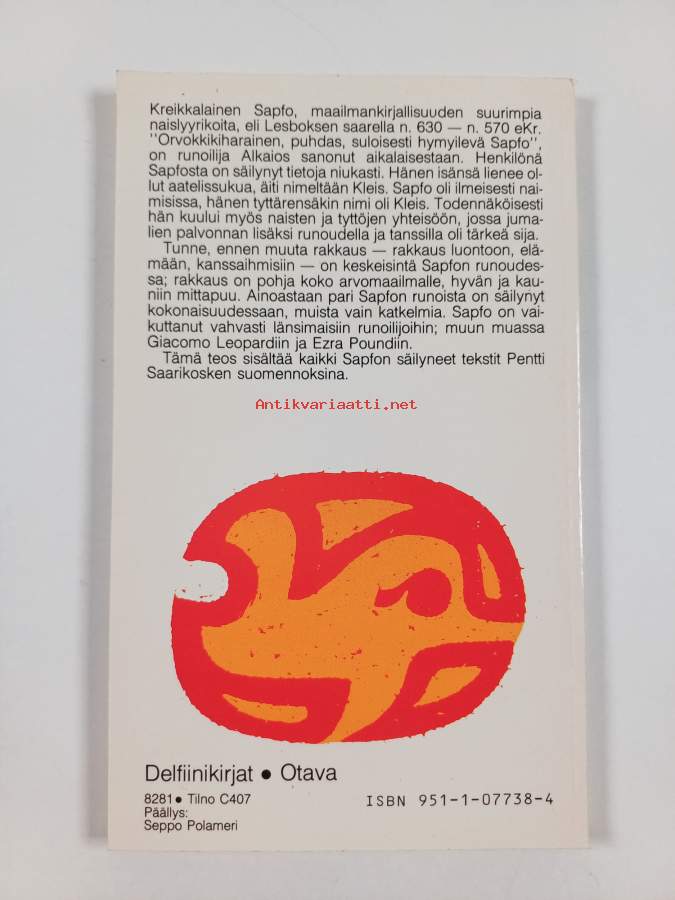 Kreikkalainen Sapfo, maailmankirjallisuuden suurimpia
naislyyrikoita, eli Lesboksen saarella n. 630 — n. 570 eKr.
"Orvokkikiharainen, puhdas, suloisesti hymyilevä Sapfo",
on runoilija Alkaios sanonut aikalaisestaan. Henkilönä
Sapfosta on säilynyt tietoja niukasti. Hänen isänsä lienee ol-
lut aatelissukua, äiti nimeltään Kleis. Sapfo oli ilmeisesti nai-
misissa, hänen tyttärensäkin nimi oli Kleis. Todennäköisesti
hän kuului myös naisten ja tyttöjen yhteisöön, jossa juma-
lien palvonnan lisäksi runoudella ja tanssilla oli tärkeä sija.
Tunne, ennen muuta rakkaus — rakkaus luontoon, elä-
mään, kanssaihmisiin — on keskeisintä Sapfon runoudes-
sa; rakkaus on pohja koko arvomaailmalle, hyvän ja kau-
niin mittapuu. Ainoastaan pari Sapfon runoista on säilynyt
kokonaisuudessaan, muista vain katkelmia. Sapfo on vai-
kuttanut vahvasti länsimaisiin runoilijoihin; muun muassa
Giacomo Leopardiin ja Ezra Poundiin.
Tämä teos sisältää kaikki Sapfon säilyneet tekstit Pentti
Saarikosken suomennoksina.
Antikvariaatti.net
Delfiinikirjat • Otava
8281• Tilno C407
Päällys:
Seppo Polameri
ISBN 951-1-07738-4